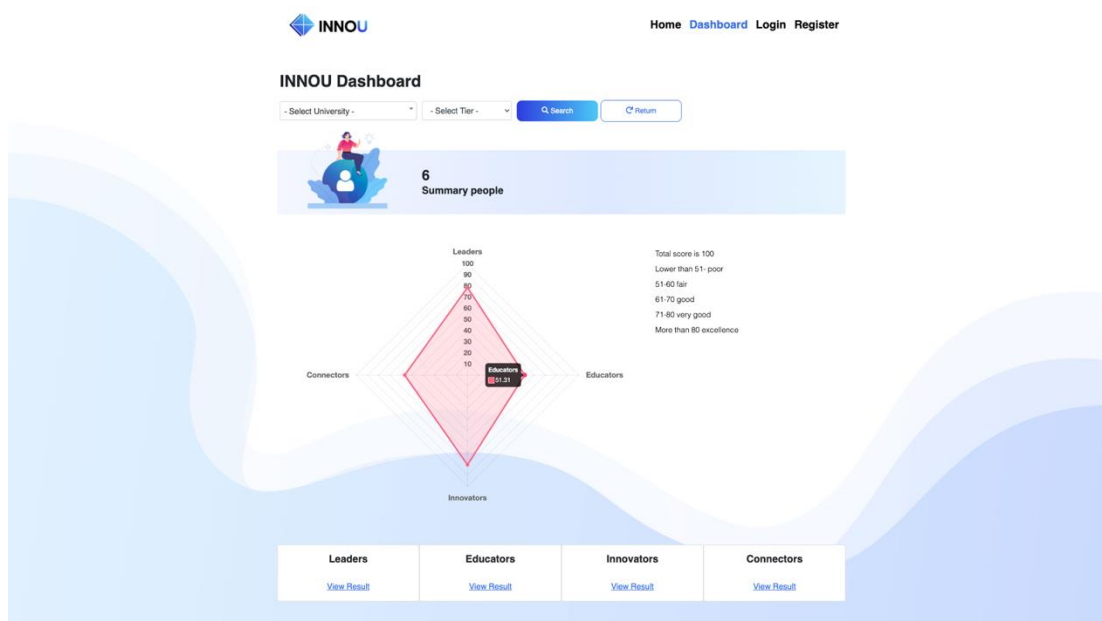 INNOU
Home Dashboard Login Register
INNOU Dashboard
- Select University -
- Select Tier -
Search
Return
6
Summary people
Leaders
100
90
80
70
60
50
40
30
20
10
Connectors
Educators
51.31
Educators
Innovators
Total score is 100
Lower than 51- poor
51-60 fair
61-70 good
71-80 very good
More than 80 excellence
Leaders Educators Innovators Connectors
View Result View Result View Result View Result